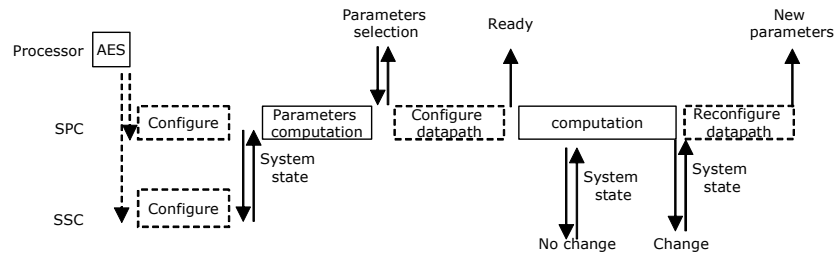 Parameters
selection
Ready
New
parameters
Processor
AES
SPC
Configure
Parameters
computation
Configure
datapath
computation
Reconfigure
datapath
System
state
System
state
System
state
SSC
Configure
No change
Change